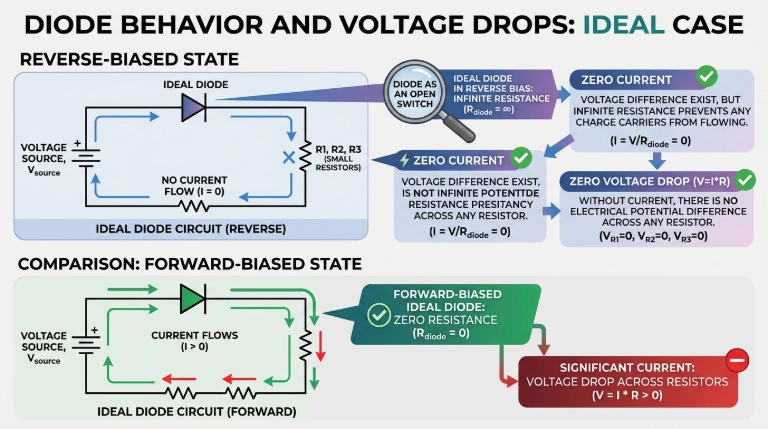 DIODE BEHAVIOR AND VOLTAGE DROPS: IDEAL CASE
REVERSE-BIASED STATE
IDEAL DIODE
VOLTAGE
SOURCE,
Vsource
+
R1, R2, R3
(SMALL
RESISTORS)
NO CURRENT
FLOW (I = 0)
IDEAL DIODE CIRCUIT (REVERSE)
DIODE AS
AN OPEN
SWITCH
IDEAL DIODE
IN REVERSE BIAS:
INFINITE RESISTANCE
(Rdiode = ∞)
ZERO CURRENT
VOLTAGE DIFFERENCE EXIST, BUT
INFINITE RESISTANCE PREVENTS ANY
CHARGE CARRIERS FROM FLOWING.
(I = V/Rdiode = 0)
ZERO CURRENT
VOLTAGE DIFFERENCE EXIST,
IS NOT INFINITE POTENTDE
RESISTANCE PRESITANCY
ACROSS ANY RESISTOR.
(I = V/Rdiode = 0)
ZERO VOLTAGE DROP (V=I*R)
WITHOUT CURRENT, THERE IS NO
ELECTRICAL POTENTIAL DIFFERENCE
ACROSS ANY RESISTOR.
(VR1=0, VR2=0, VR3=0)
COMPARISON: FORWARD-BIASED STATE
VOLTAGE
SOURCE,
Vsource
+
CURRENT FLOWS
(I > 0)
IDEAL DIODE CIRCUIT (FORWARD)
FORWARD-BIASED
IDEAL DIODE:
ZERO RESISTANCE
(Rdiode = 0)
SIGNIFICANT CURRENT:
VOLTAGE DROP ACROSS RESISTORS
(V = I * R > 0)